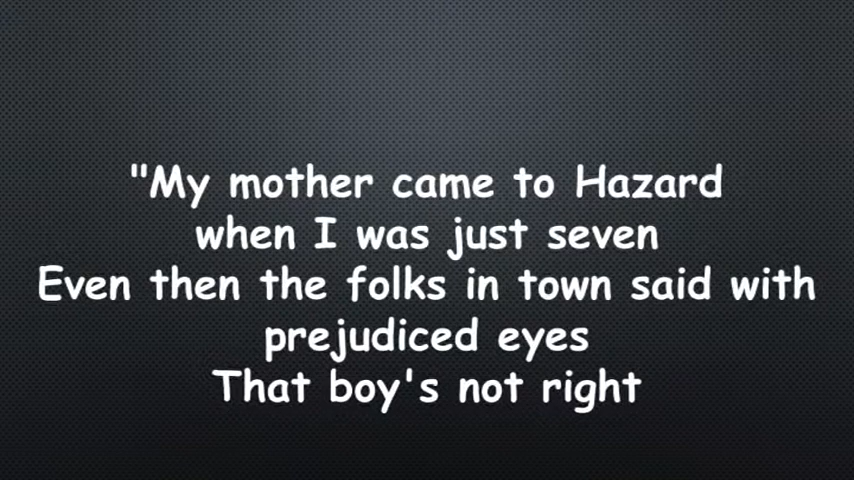 "My mother came to Hazard
when I was just seven
Even then the folks in town said with
prejudiced eyes
That boy's not right